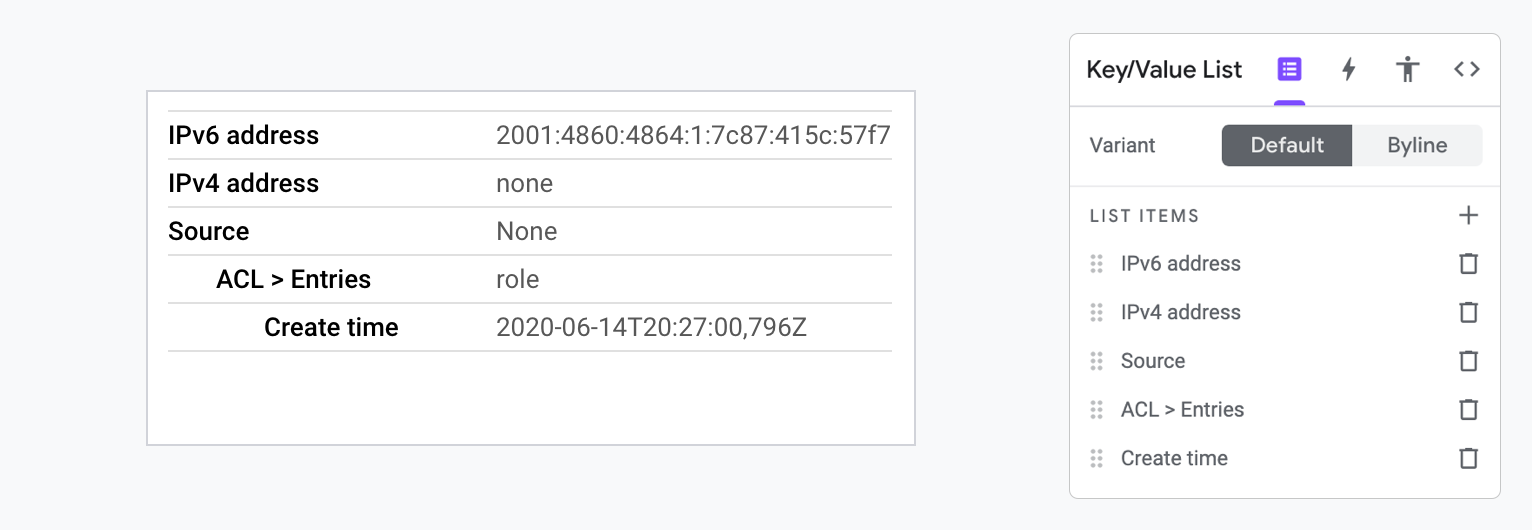 IPv6 address 2001:4860:4864:1:7c87:415c:57f7
IPv4 address none
Source None
ACL > Entries role
Create time 2020-06-14T20:27:00,796Z
Key/Value List
Variant Default Byline
LIST ITEMS
IPv6 address
IPv4 address
Source
ACL > Entries
Create time